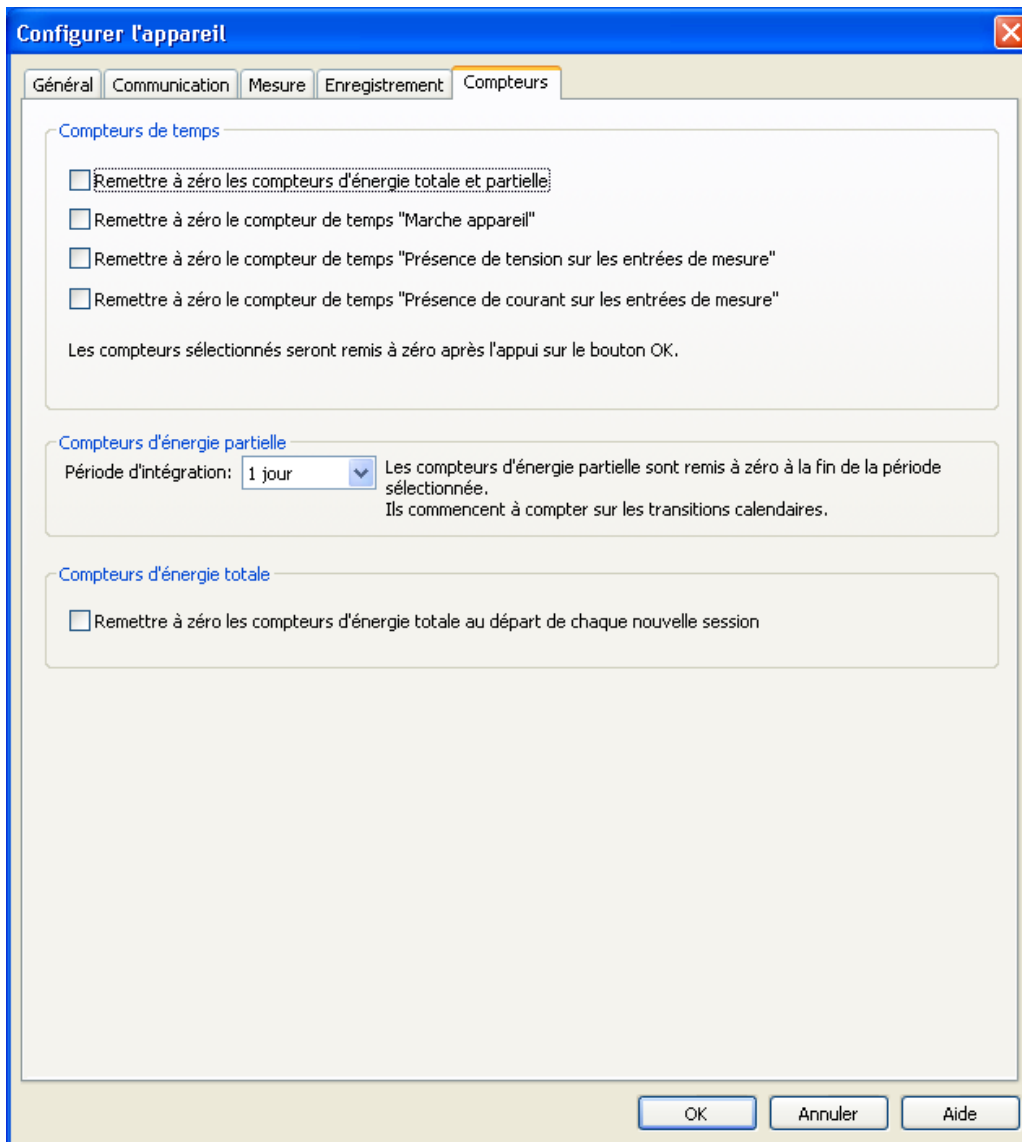 Configurer l'appareil
Général
Communication
Mesure
Enregistrement
Compteurs
Compteurs de temps
Remettre à zéro les compteurs d'énergie totale et partielle
Remettre à zéro le compteur de temps "Marche appareil"
Remettre à zéro le compteur de temps "Présence de tension sur les entrées de mesure"
Remettre à zéro le compteur de temps "Présence de courant sur les entrées de mesure"
Les compteurs sélectionnés seront remis à zéro après l'appui sur le bouton OK.
Compteurs d'énergie partielle
Période d'intégration:
1 jour
Les compteurs d'énergie partielle sont remis à zéro à la fin de la période
sélectionnée.
Ils commencent à compter sur les transitions calendaires.
Compteurs d'énergie totale
Remettre à zéro les compteurs d'énergie totale au départ de chaque nouvelle session
OK
Annuler
Aide